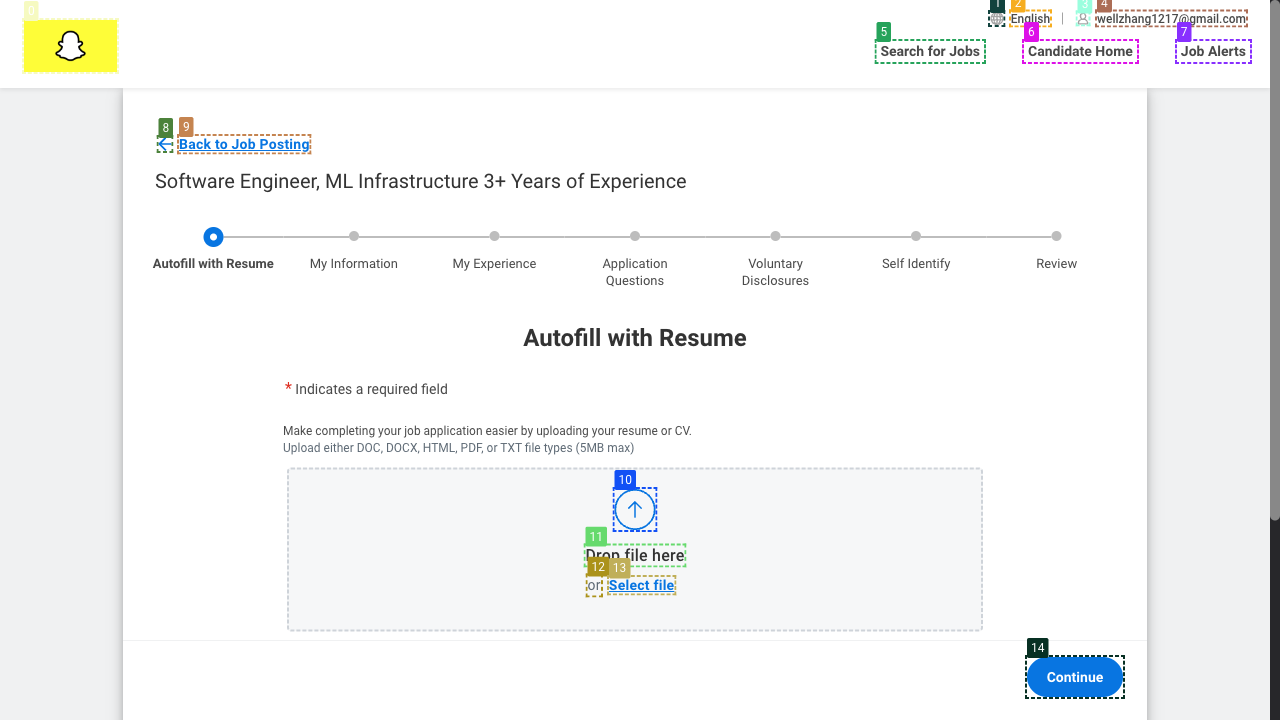 0
1
2
3
4
English
wellzhang1217@gmail.com
5
6
7
Search for Jobs
Candidate Home
Job Alerts
8
9
Back to Job Posting
Software Engineer, ML Infrastructure 3+ Years of Experience
Autofill with Resume
My Information
My Experience
Application Questions
Voluntary Disclosures
Self Identify
Review
Autofill with Resume
* Indicates a required field
Make completing your job application easier by uploading your resume or CV.
Upload either DOC, DOCX, HTML, PDF, or TXT file types (5MB max)
10
11
Drop file here
12
13
or Select file
14
Continue